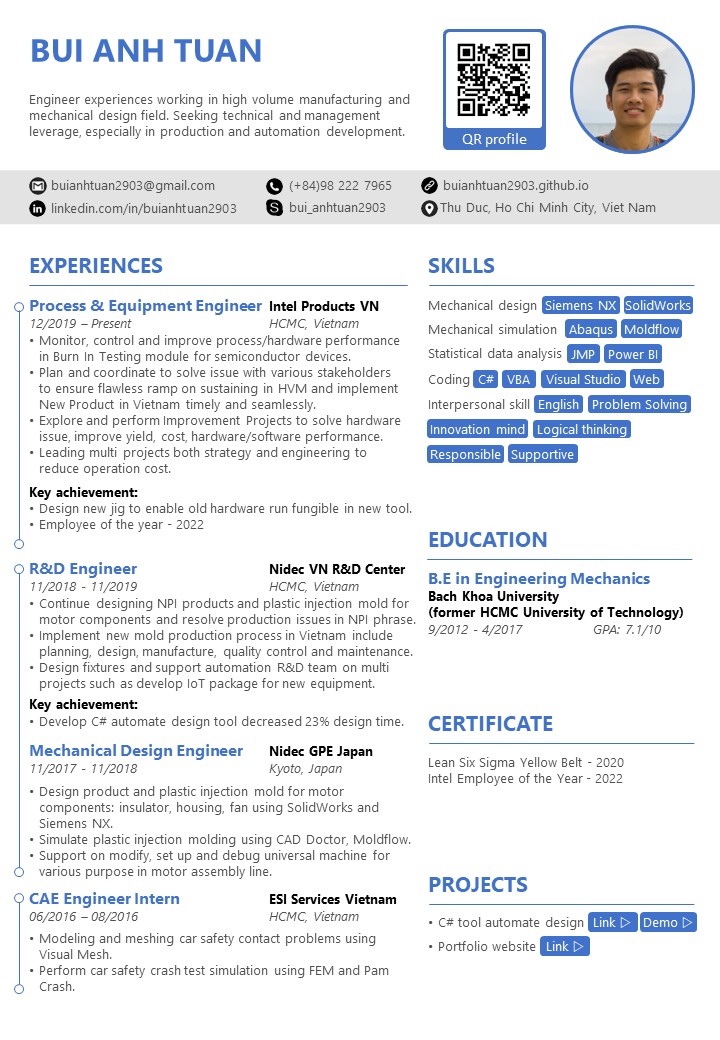 BUI ANH TUAN
Engineer experiences working in high volume manufacturing and
mechanical design field. Seeking technical and management
leverage, especially in production and automation development.
QR profile
buianhtuan2903@gmail.com
(+84)98 222 7965
buianhtuan2903.github.io
linkedin.com/in/buianhtuan2903
bui_anhtuan2903
Thu Duc, Ho Chi Minh City, Viet Nam
EXPERIENCES
Process & Equipment Engineer Intel Products VN
12/2019 – Present HCMC, Vietnam
• Monitor, control and improve process/hardware performance
in Burn In Testing module for semiconductor devices.
• Plan and coordinate to solve issue with various stakeholders
to ensure flawless ramp on sustaining in HVM and implement
New Product in Vietnam timely and seamlessly.
• Explore and perform Improvement Projects to solve hardware
issue, improve yield, cost, hardware/software performance.
• Leading multi projects both strategy and engineering to
reduce operation cost.
Key achievement:
• Design new jig to enable old hardware run fungible in new tool.
• Employee of the year - 2022
R&D Engineer Nidec VN R&D Center
11/2018 - 11/2019 HCMC, Vietnam
• Continue designing NPI products and plastic injection mold for
motor components and resolve production issues in NPI phrase.
• Implement new mold production process in Vietnam include
planning, design, manufacture, quality control and maintenance.
• Design fixtures and support automation R&D team on multi
projects such as develop IoT package for new equipment.
Key achievement:
• Develop C# automate design tool decreased 23% design time.
Mechanical Design Engineer Nidec GPE Japan
11/2017 - 11/2018 Kyoto, Japan
• Design product and plastic injection mold for motor
components: insulator, housing, fan using SolidWorks and
Siemens NX.
• Simulate plastic injection molding using CAD Doctor, Moldflow.
• Support on modify, set up and debug universal machine for
various purpose in motor assembly line.
CAE Engineer Intern ESI Services Vietnam
06/2016 – 08/2016 HCMC, Vietnam
• Modeling and meshing car safety contact problems using
Visual Mesh.
• Perform car safety crash test simulation using FEM and Pam
Crash.
SKILLS
Mechanical design Siemens NX SolidWorks
Mechanical simulation Abaqus Moldflow
Statistical data analysis JMP Power BI
Coding C# VBA Visual Studio Web
Interpersonal skill English Problem Solving
Innovation mind Logical thinking
Responsible Supportive
EDUCATION
B.E in Engineering Mechanics
Bach Khoa University
(former HCMC University of Technology)
9/2012 - 4/2017 GPA: 7.1/10
CERTIFICATE
Lean Six Sigma Yellow Belt - 2020
Intel Employee of the Year - 2022
PROJECTS
• C# tool automate design Link ▷ Demo ▷
• Portfolio website Link ▷